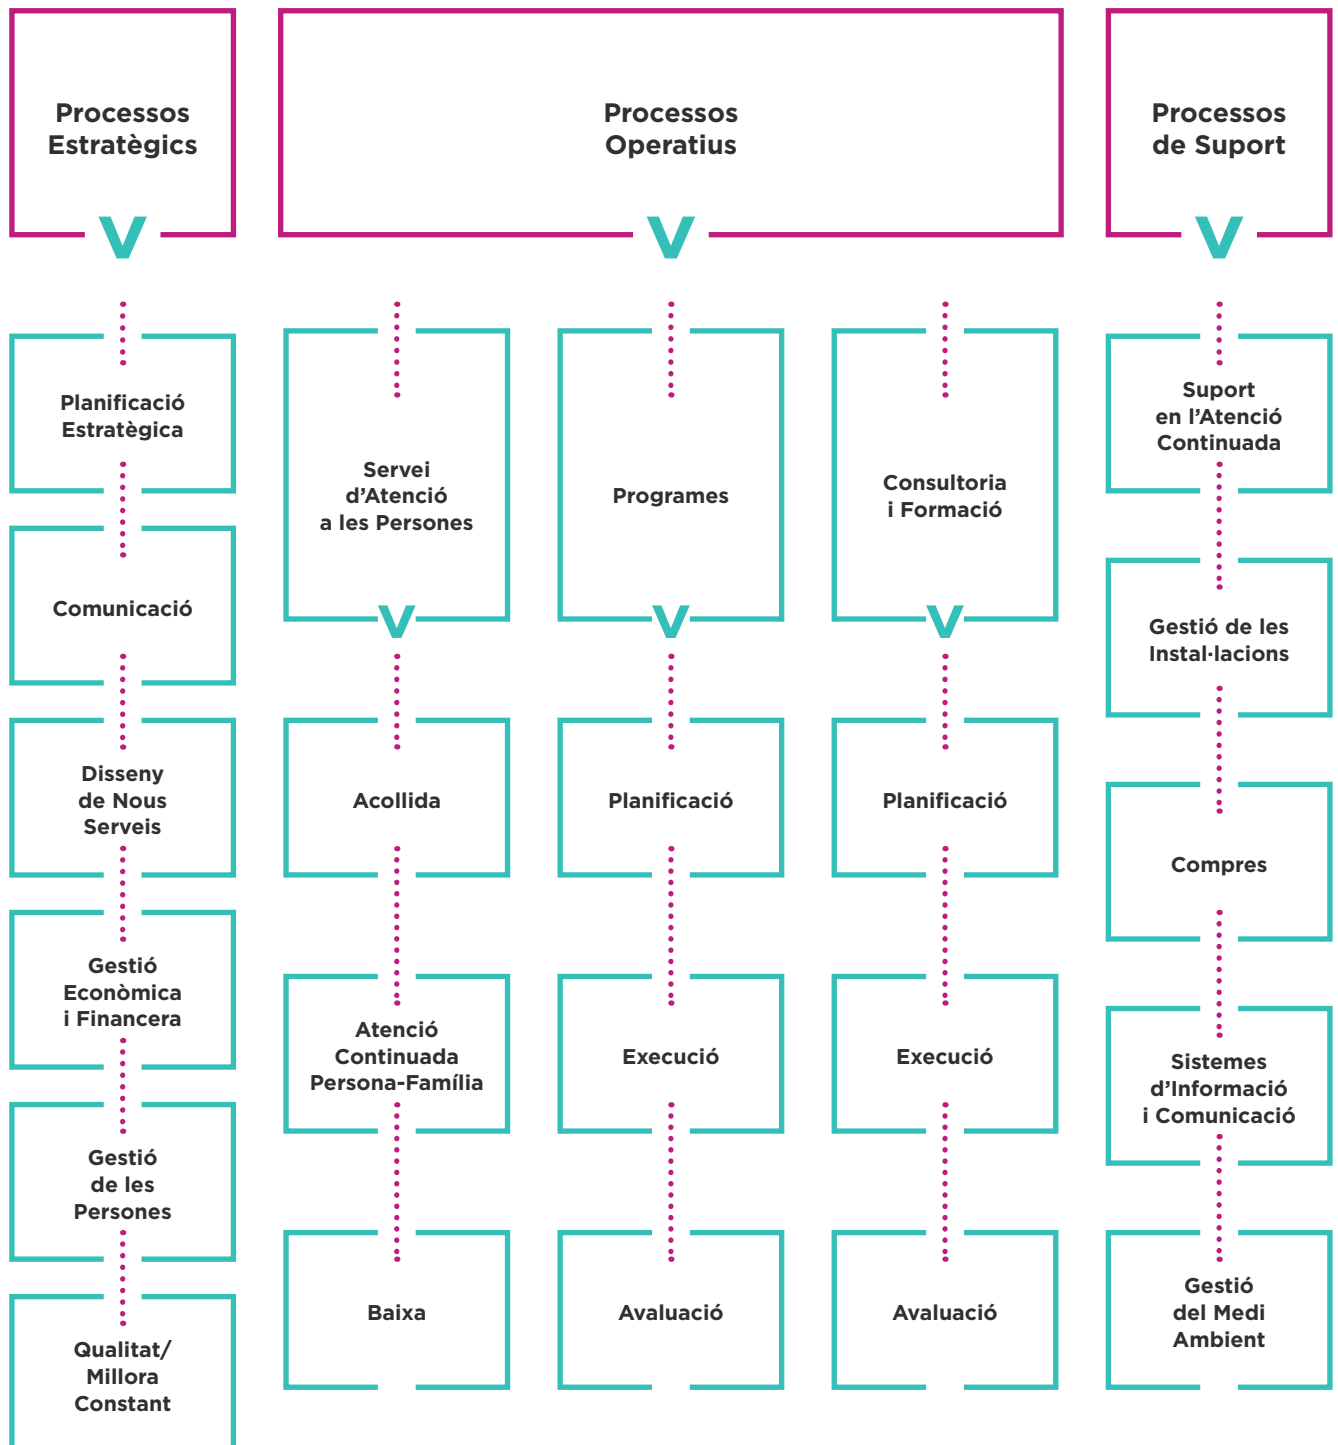 Processos
Estratègics
Processos
Operatius
Processos
de Suport
Planificació
Estratègica
Comunicació
Disseny
de Nous
Serveis
Gestió
Econòmica
i Financera
Gestió
de les
Persones
Qualitat/
Millora
Constant
Servei
d’Atenció
a les Persones
Acollida
Atenció
Continuada
Persona-Família
Baixa
Programes
Planificació
Execució
Avaluació
Consultoria
i Formació
Planificació
Execució
Avaluació
Suport
en l’Atenció
Continuada
Gestió de les
Instal·lacions
Compres
Sistemes
d’Informació
i Comunicació
Gestió
del Medi
Ambient